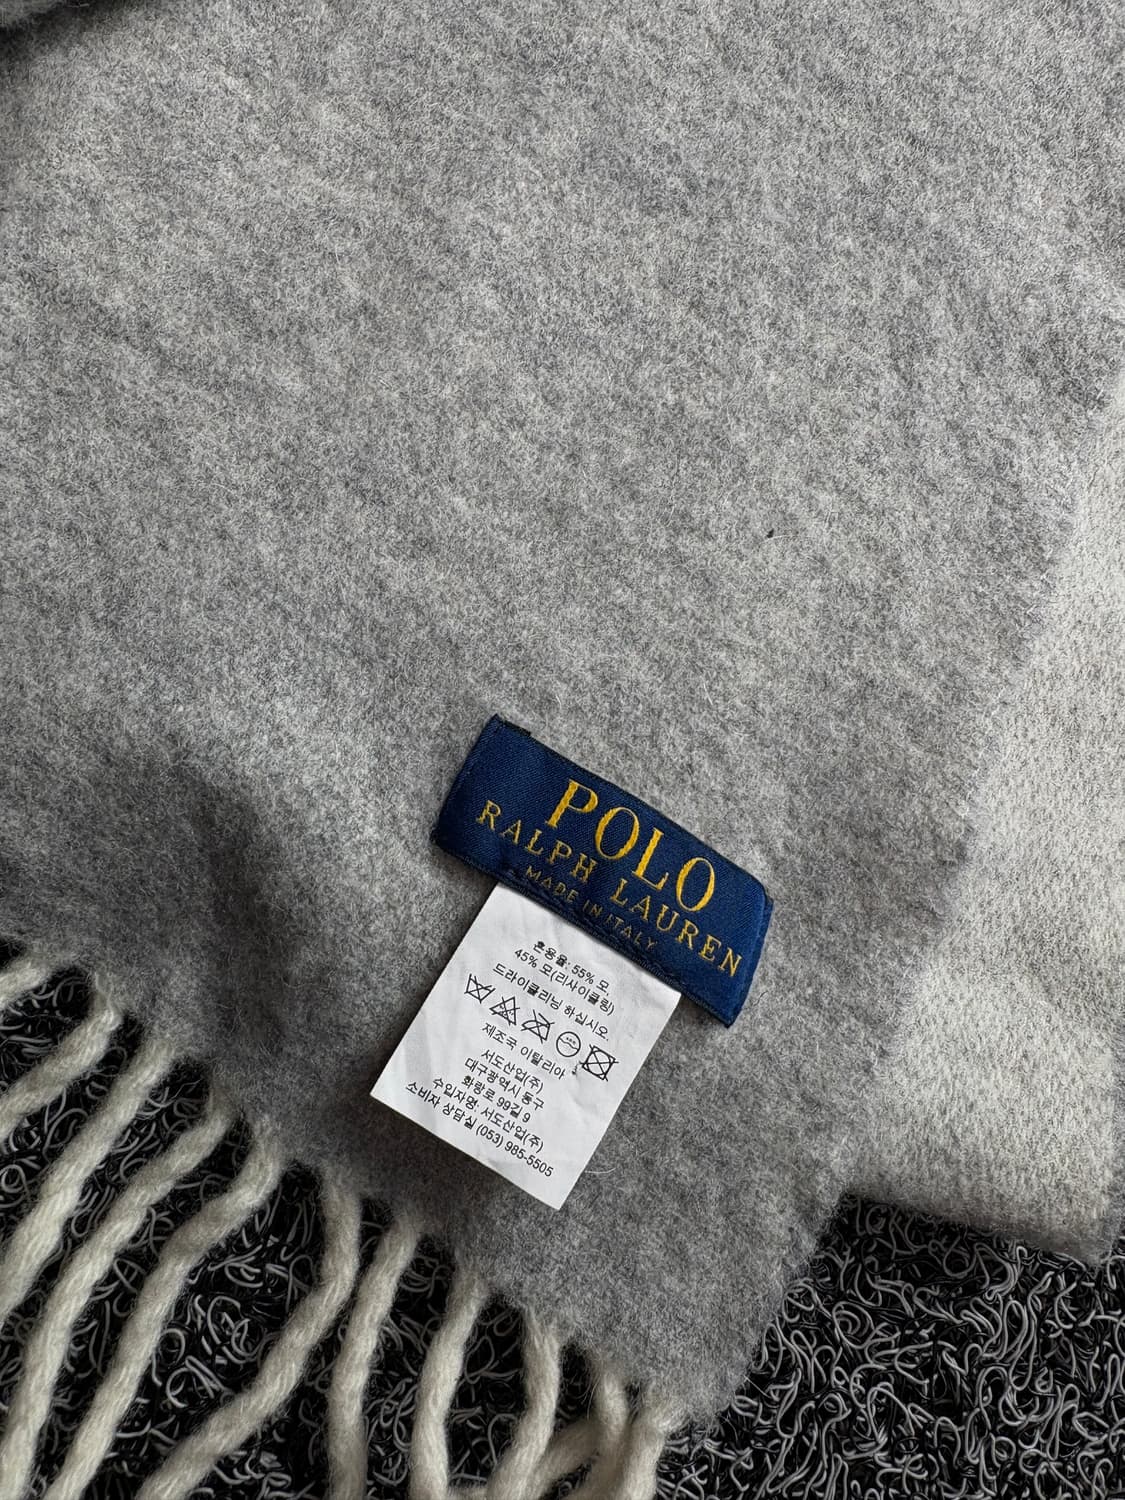 POLO
RALPH LAUREN
MADE IN ITALY
혼용율: 55% 모,
45% 모(리사이클링)
드라이클리닝 하십시오.
제조국 이탈리아
서도산업(주)
대구광역시 동구
화랑로 99길 9
수입자명: 서도산업(주)
소비자 상담실 (053) 985-5505